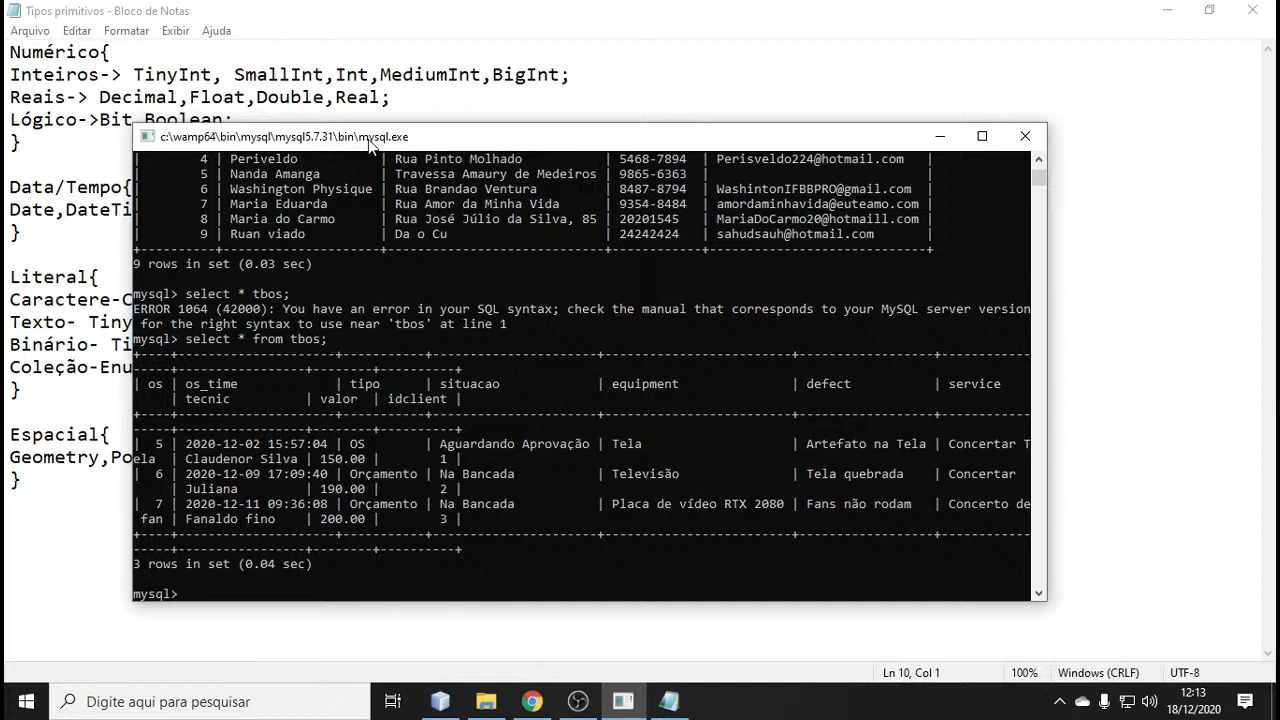 Tipos primitivos - Bloco de Notas
Arquivo Editar Formatar Exibir Ajuda
Numérico{
Inteiros-> TinyInt, SmallInt,Int,MediumInt,BigInt;
Reais-> Decimal,Float,Double,Real;
Lógico->Bit, Boolean;
}
Data/Tempo{
Date,DateTi
}
Literal{
Caractere-C
Texto- Tiny
Binário- Ti
Coleção-Enu
}
Espacial{
Geometry,Po
}
c:\wamp64\bin\mysql\mysql5.7.31\bin\mysql.exe
| 4 | Periveldo | Rua Pinto Molhado | 5468-7894 | Perisveldo224@hotmail.com |
| 5 | Nanda Amanga | Travessa Amaury de Medeiros | 9865-6363 | |
| 6 | Washington Physique | Rua Brandao Ventura | 8487-8794 | WashintonIFBBPRO@gmail.com |
| 7 | Maria Eduarda | Rua Amor da Minha Vida | 9354-8484 | amordaminhavida@euteamo.com |
| 8 | Maria do Carmo | Rua José Júlio da Silva, 85 | 20201545 | MariaDoCarmo20@hotmaill.com |
| 9 | Ruan viado | Da o Cu | 24242424 | sahudsauh@hotmail.com |
9 rows in set (0.03 sec)
mysql> select * tbos;
ERROR 1064 (42000): You have an error in your SQL syntax; check the manual that corresponds to your MySQL server version
for the right syntax to use near 'tbos' at line 1
mysql> select * from tbos;
| os | os_time | tipo | situacao | equipment | defect | service
| tecnic | valor | idclient |
| 5 | 2020-12-02 15:57:04 | OS | Aguardando Aprovação | Tela | Artefato na Tela | Concertar T
ela | Claudenor Silva | 150.00 | 1 |
| 6 | 2020-12-09 17:09:40 | Orçamento | Na Bancada | Televisão | Tela quebrada | Concertar
| Juliana | 190.00 | 2 |
| 7 | 2020-12-11 09:36:08 | Orçamento | Na Bancada | Placa de vídeo RTX 2080 | Fans não rodam | Concerto de
fan | Fanaldo fino | 200.00 | 3 |
3 rows in set (0.04 sec)
mysql>
Ln 10, Col 1 100% Windows (CRLF) UTF-8
Digite aqui para pesquisar
12:13
18/12/2020